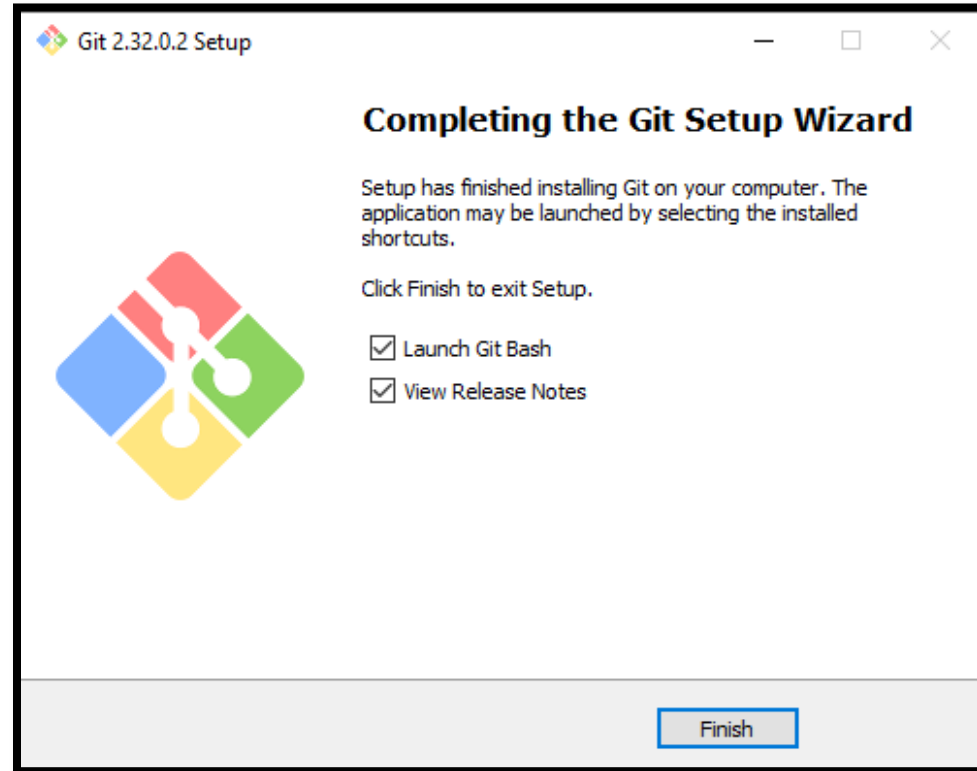 Git 2.32.0.2 Setup
Completing the Git Setup Wizard
Setup has finished installing Git on your computer. The
application may be launched by selecting the installed
shortcuts.
Click Finish to exit Setup.
Launch Git Bash
View Release Notes
Finish